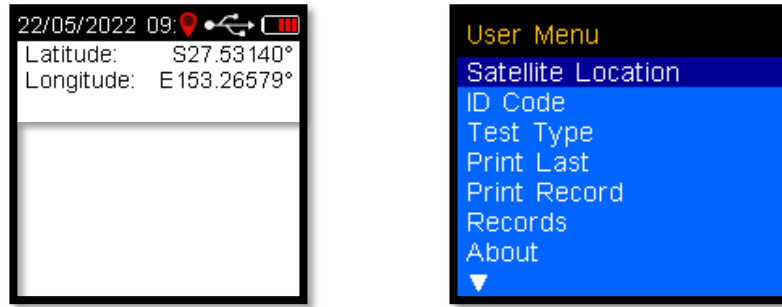 22/05/2022 09:
Latitude: S27.53140°
Longitude: E153.26579°
User Menu
Satellite Location
ID Code
Test Type
Print Last
Print Record
Records
About